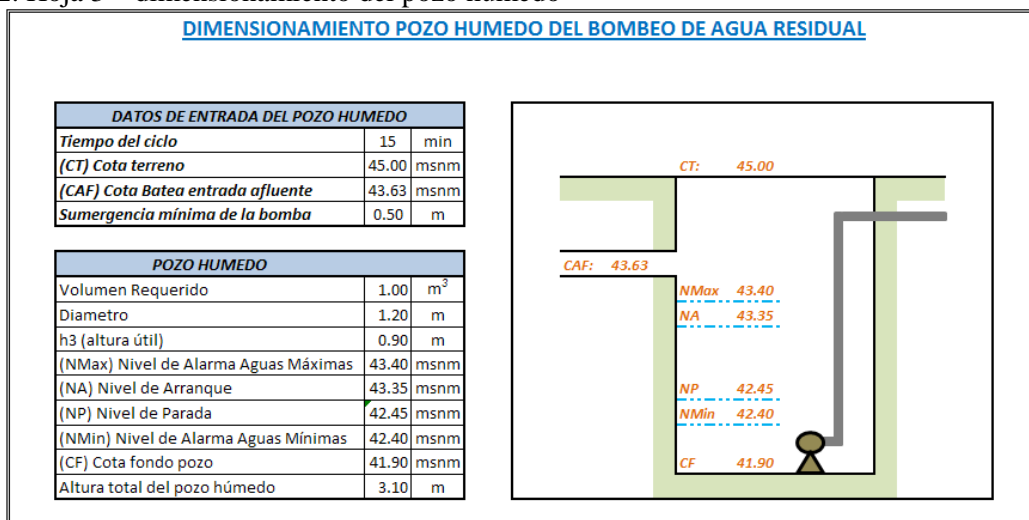 DIMENSIONAMIENTO POZO HUMEDO DEL BOMBEO DE AGUA RESIDUAL
DATOS DE ENTRADA DEL POZO HUMEDO
Tiempo del ciclo 15 min
(CT) Cota terreno 45.00 msnm
(CAF) Cota Batea entrada afluente 43.63 msnm
Sumergencia mínima de la bomba 0.50 m
POZO HUMEDO
Volumen Requerido 1.00 m³
Diametro 1.20 m
h3 (altura útil) 0.90 m
(NMax) Nivel de Alarma Aguas Máximas 43.40 msnm
(NA) Nivel de Arranque 43.35 msnm
(NP) Nivel de Parada 42.45 msnm
(NMin) Nivel de Alarma Aguas Mínimas 42.40 msnm
(CF) Cota fondo pozo 41.90 msnm
Altura total del pozo húmedo 3.10 m
CT: 45.00
CAF: 43.63
NMax 43.40
NA 43.35
NP 42.45
NMin 42.40
CF 41.90